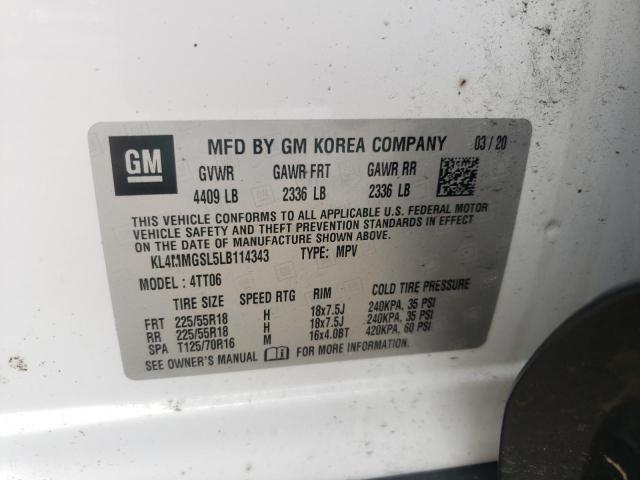 GM MFD BY GM KOREA COMPANY 03/20
GVWR GAWR FRT GAWR RR
4409 LB 2336 LB 2336 LB
THIS VEHICLE CONFORMS TO ALL APPLICABLE U.S. FEDERAL MOTOR
VEHICLE SAFETY AND THEFT PREVENTION STANDARDS IN EFFECT
ON THE DATE OF MANUFACTURE SHOWN ABOVE.
KL4MMGSL5LB114343 TYPE: MPV
MODEL: 4TT06
TIRE SIZE SPEED RTG RIM COLD TIRE PRESSURE
FRT 225/55R18 H 18x7.5J 240KPA, 35 PSI
RR 225/55R18 H 18x7.5J 240KPA, 35 PSI
SPA T125/70R16 M 16x4.0BT 420KPA, 60 PSI
SEE OWNER'S MANUAL FOR MORE INFORMATION.